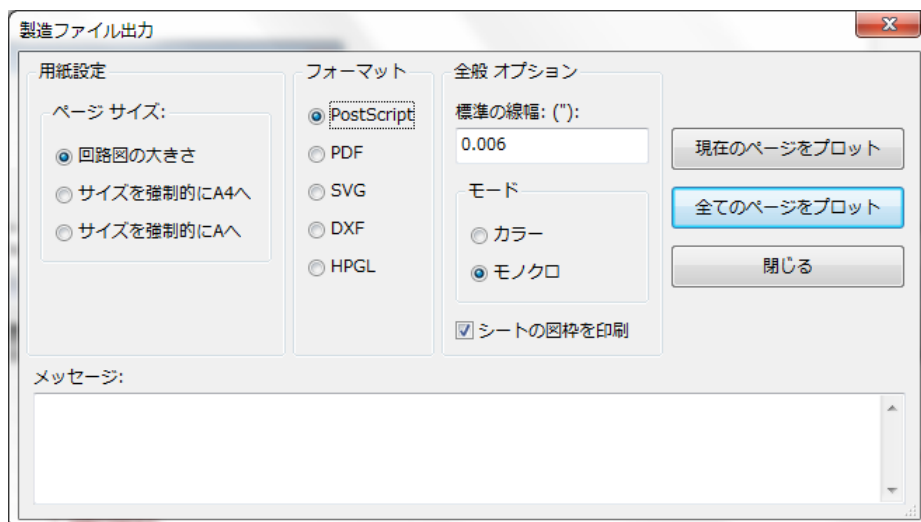 製造ファイル出力
用紙設定
ページ サイズ:
回路図の大きさ
サイズを強制的にA4へ
サイズを強制的にAへ
フォーマット
PostScript
PDF
SVG
DXF
HPGL
全般 オプション
標準の線幅: ("):
0.006
モード
カラー
モノクロ
シートの図枠を印刷
現在のページをプロット
全てのページをプロット
閉じる
メッセージ: